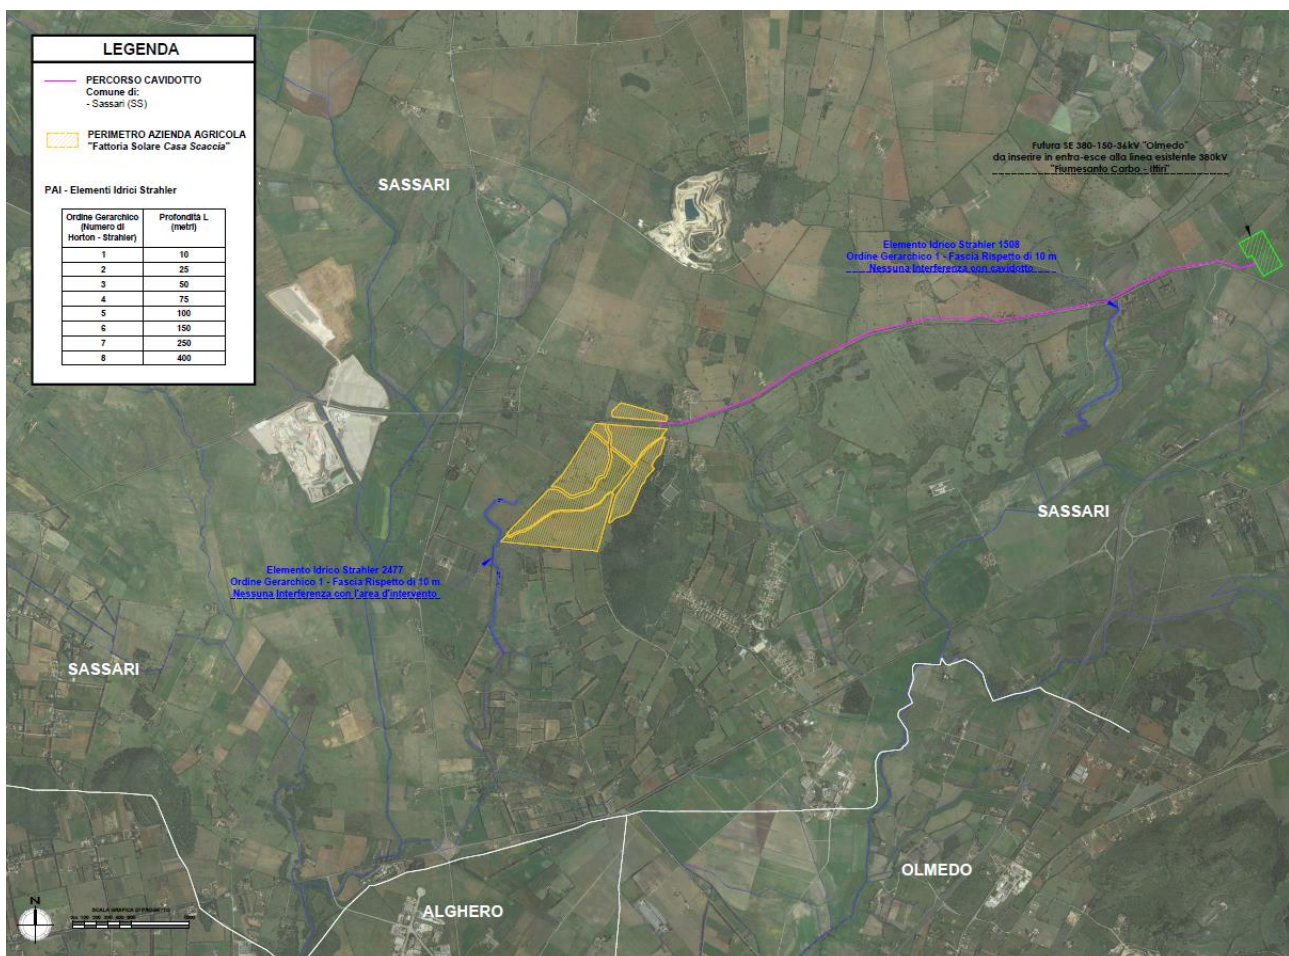 LEGENDA
PERCORSO CAVIDOTTO
Comune di:
- Sassari (SS)
PERIMETRO AZIENDA AGRICOLA
"Fattoria Solare Casa Scaccia"
PAI - Elementi Idrici Strahler
Ordine Gerarchico (Numero di Horton - Strahler) Profondità L (metri)
1 10
2 25
3 50
4 75
5 100
6 150
7 250
8 400
SASSARI
Futura SE 380-150-36kV "Olmedo"
da inserire in entra-esce alla linea esistente 380kV
"Fiumesanto Carbo - Ittiri"
Elemento Idrico Strahler 1508
Ordine Gerarchico 1 - Fascia Rispetto di 10 m
Nessuna Interferenza con cavidotto
SASSARI
Elemento Idrico Strahler 2477
Ordine Gerarchico 1 - Fascia Rispetto di 10 m
Nessuna Interferenza con l'area d'intervento
SASSARI
OLMEDO
ALGHERO
N